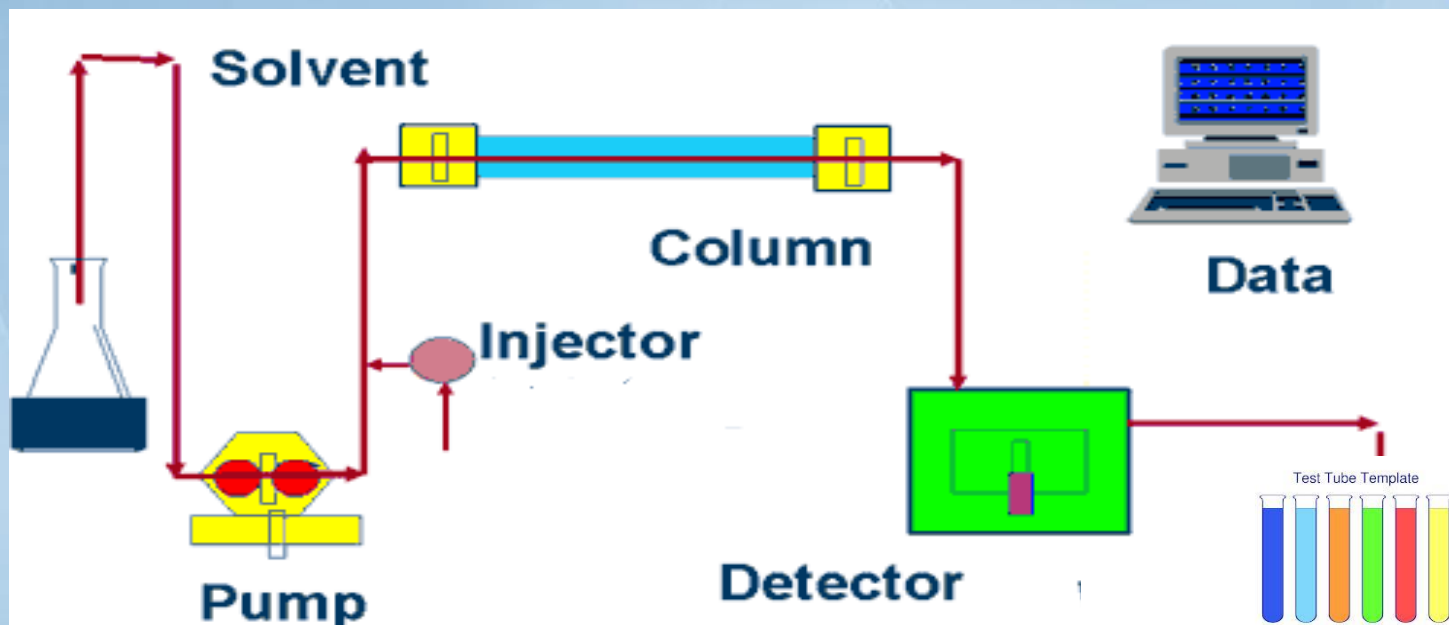 Solvent
Column
Data
Injector
Test Tube Template
Detector
Pump